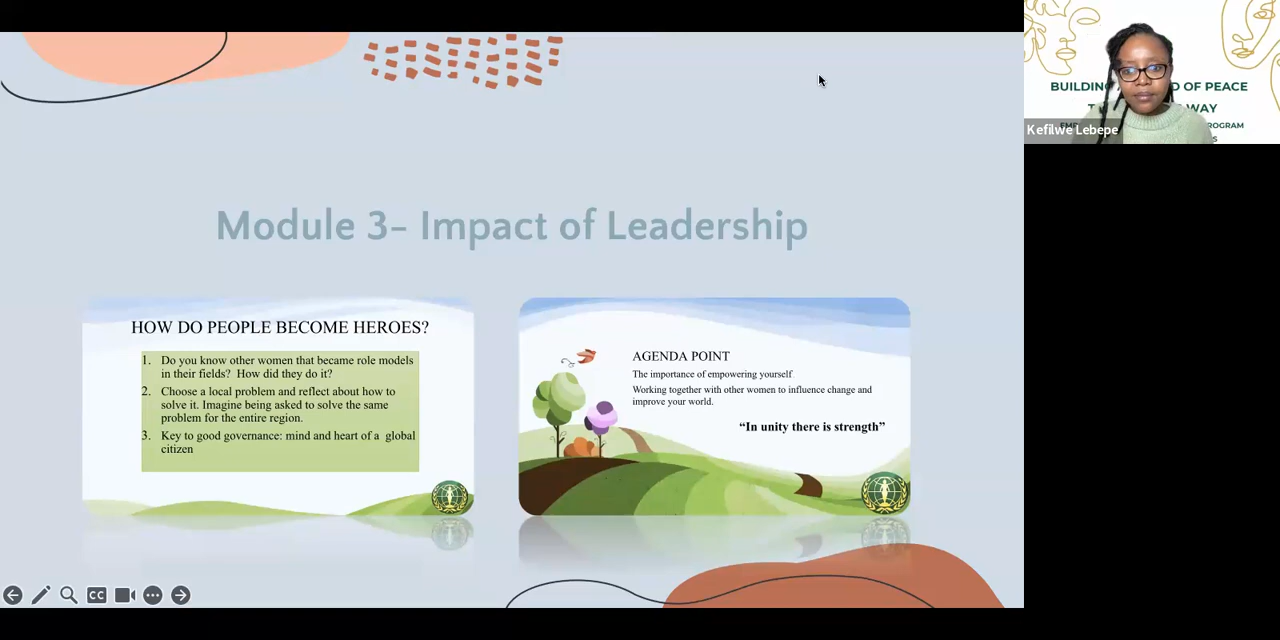 Module 3- Impact of Leadership
HOW DO PEOPLE BECOME HEROES?
1. Do you know other women that became role models
in their fields? How did they do it?
2. Choose a local problem and reflect about how to
solve it. Imagine being asked to solve the same
problem for the entire region.
3. Key to good governance: mind and heart of a global
citizen
AGENDA POINT
The importance of empowering yourself
Working together with other women to influence change and
improve your world.
“In unity there is strength”
CC
BUILDING D OF PEACE
T WAY
ROGRAM
S
Kefilwe Lebepe